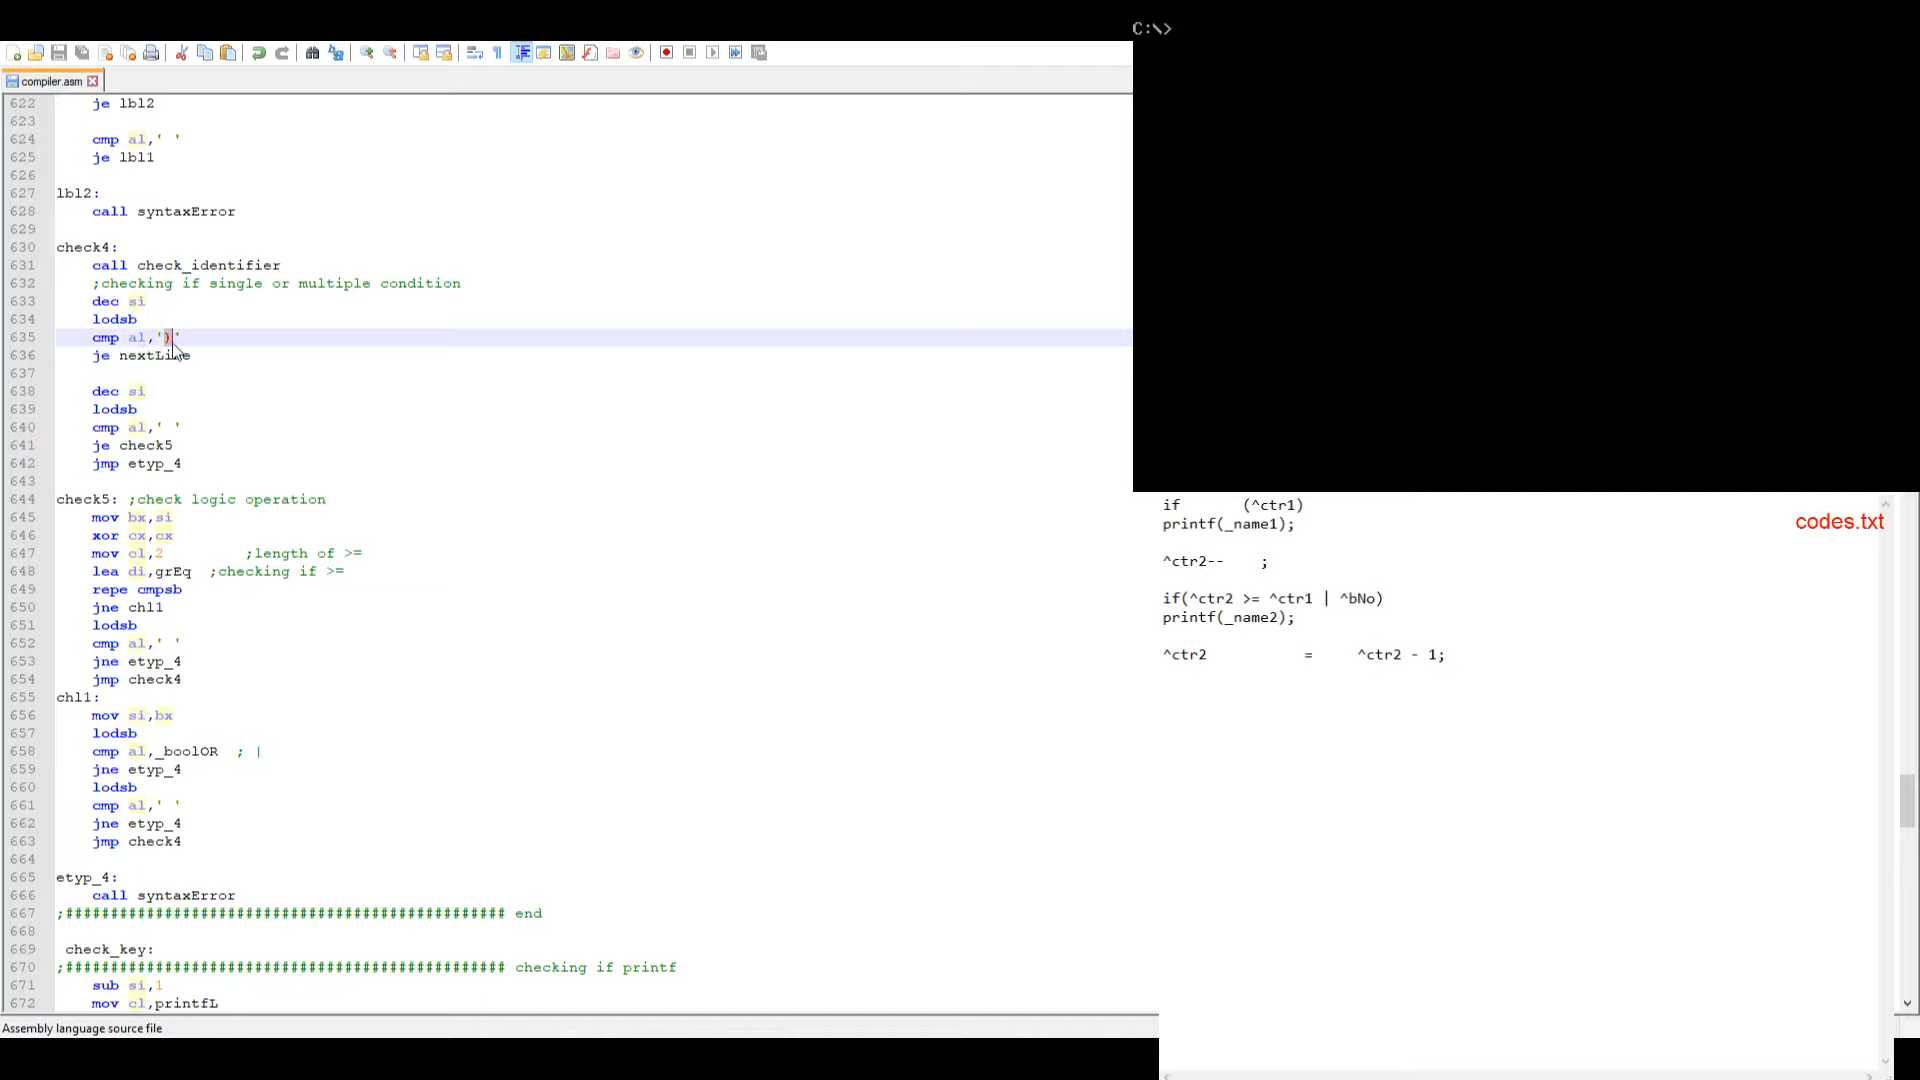 C:\>
compiler.asm
622 je lbl2
623
624 cmp al,' '
625 je lbl1
626
627 lbl2:
628 call syntaxError
629
630 check4:
631 call check_identifier
632 ;checking if single or multiple condition
633 dec si
634 lodsb
635 cmp al,')'
636 je nextLine
637
638 dec si
639 lodsb
640 cmp al,' '
641 je check5
642 jmp etyp_4
643
644 check5: ;check logic operation
645 mov bx,si
646 xor cx,cx
647 mov cl,2 ;length of >=
648 lea di,grEq ;checking if >=
649 repe cmpsb
650 jne chl1
651 lodsb
652 cmp al,' '
653 jne etyp_4
654 jmp check4
655 chl1:
656 mov si,bx
657 lodsb
658 cmp al,_boolOR ; |
659 jne etyp_4
660 lodsb
661 cmp al,' '
662 jne etyp_4
663 jmp check4
664
665 etyp_4:
666 call syntaxError
667 ;################################################# end
668
669 check_key:
670 ;################################################# checking if printf
671 sub si,1
672 mov cl,printfL
Assembly language source file
codes.txt
if (^ctr1)
printf(_name1);
^ctr2-- ;
if(^ctr2 >= ^ctr1 | ^bNo)
printf(_name2);
^ctr2 = ^ctr2 - 1;